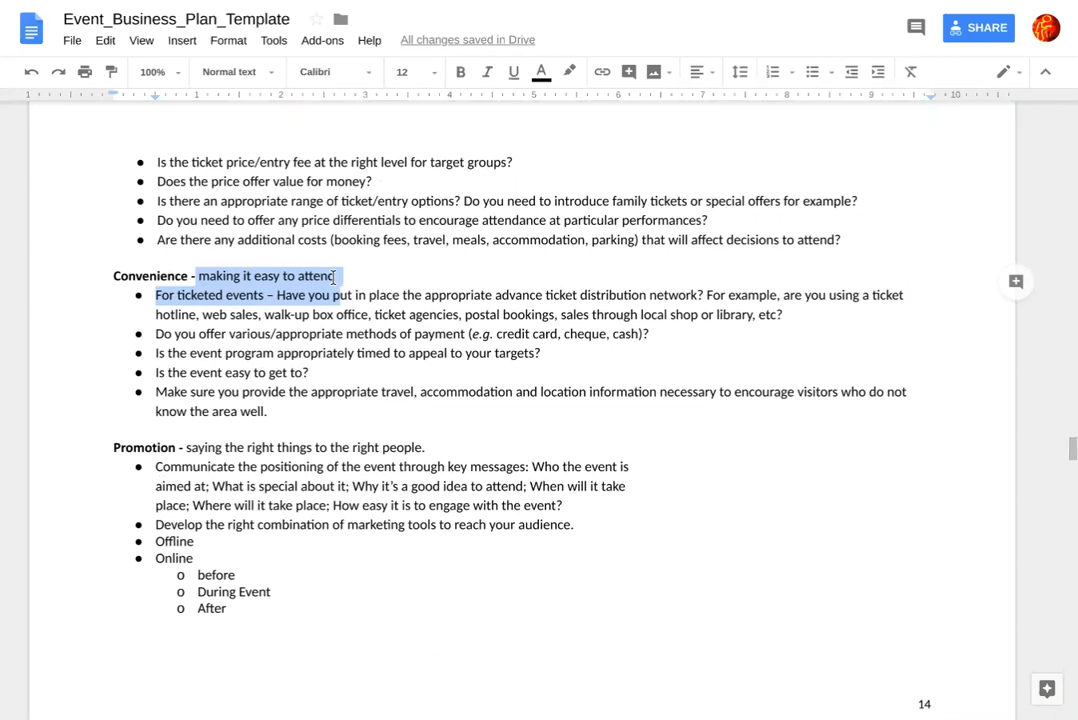 Event_Business_Plan_Template
File Edit View Insert Format Tools Add-ons Help All changes saved in Drive
SHARE
100% Normal text Calibri 12 B I U A
1 1 2 3 4 5 6 7 8 9 10
● Is the ticket price/entry fee at the right level for target groups?
● Does the price offer value for money?
● Is there an appropriate range of ticket/entry options? Do you need to introduce family tickets or special offers for example?
● Do you need to offer any price differentials to encourage attendance at particular performances?
● Are there any additional costs (booking fees, travel, meals, accommodation, parking) that will affect decisions to attend?
Convenience - making it easy to attend
● For ticketed events – Have you put in place the appropriate advance ticket distribution network? For example, are you using a ticket
hotline, web sales, walk-up box office, ticket agencies, postal bookings, sales through local shop or library, etc?
● Do you offer various/appropriate methods of payment (e.g. credit card, cheque, cash)?
● Is the event program appropriately timed to appeal to your targets?
● Is the event easy to get to?
● Make sure you provide the appropriate travel, accommodation and location information necessary to encourage visitors who do not
know the area well.
Promotion - saying the right things to the right people.
● Communicate the positioning of the event through key messages: Who the event is
aimed at; What is special about it; Why it's a good idea to attend; When will it take
place; Where will it take place; How easy it is to engage with the event?
● Develop the right combination of marketing tools to reach your audience.
● Offline
● Online
o before
o During Event
o After
14